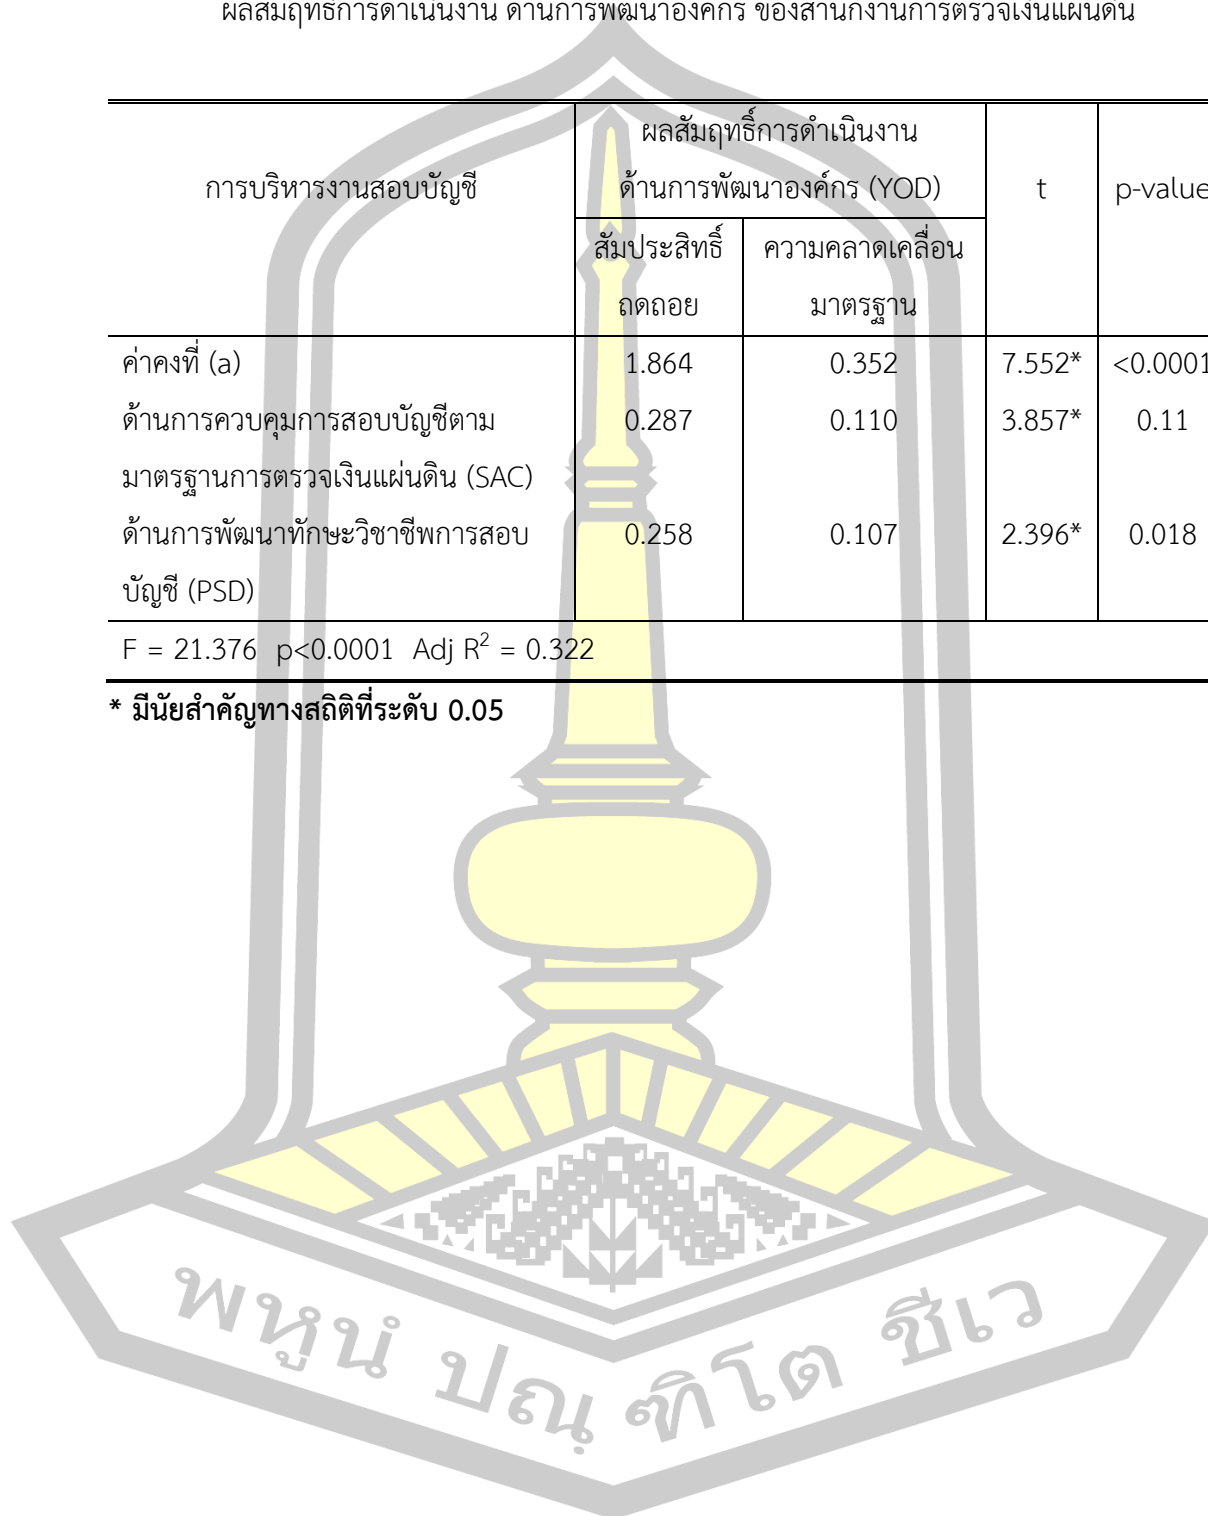 ผลสัมฤทธิ์การดำเนินงาน ด้านการพัฒนาองค์กร ของสำนักงานการตรวจเงินแผ่นดิน
ผลสัมฤทธิ์การดำเนินงาน
การบริหารงานสอบบัญชี ด้านการพัฒนาองค์กร (YOD) t p-value
สัมประสิทธิ์ ความคลาดเคลื่อน
ถดถอย มาตรฐาน
ค่าคงที่ (a) 1.864 0.352 7.552* <0.0001
ด้านการควบคุมการสอบบัญชีตาม 0.287 0.110 3.857* 0.11
มาตรฐานการตรวจเงินแผ่นดิน (SAC)
ด้านการพัฒนาทักษะวิชาชีพการสอบ 0.258 0.107 2.396* 0.018
บัญชี (PSD)
F = 21.376 p<0.0001 Adj R² = 0.322
* มีนัยสำคัญทางสถิติที่ระดับ 0.05
พหูนํ ปณฺฑิโต ชีเว